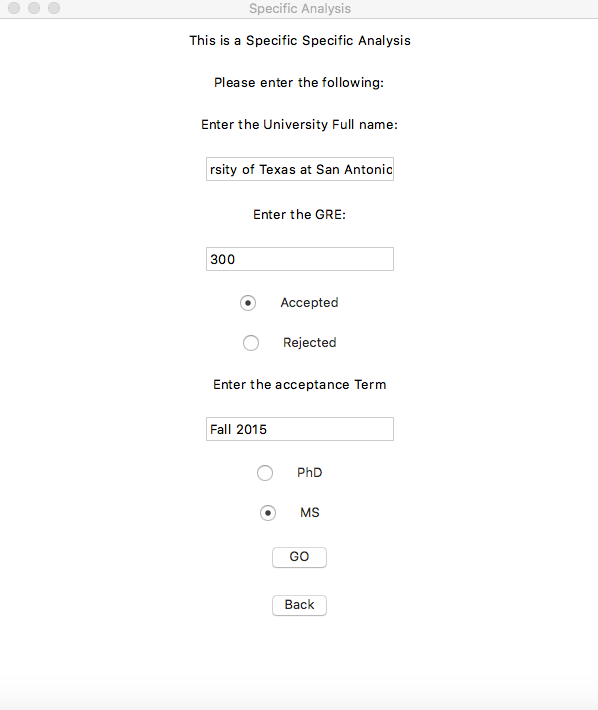 Specific Analysis
This is a Specific Specific Analysis
Please enter the following:
Enter the University Full name:
rsity of Texas at San Antonio
Enter the GRE:
300
Accepted
Rejected
Enter the acceptance Term
Fall 2015
PhD
MS
GO
Back